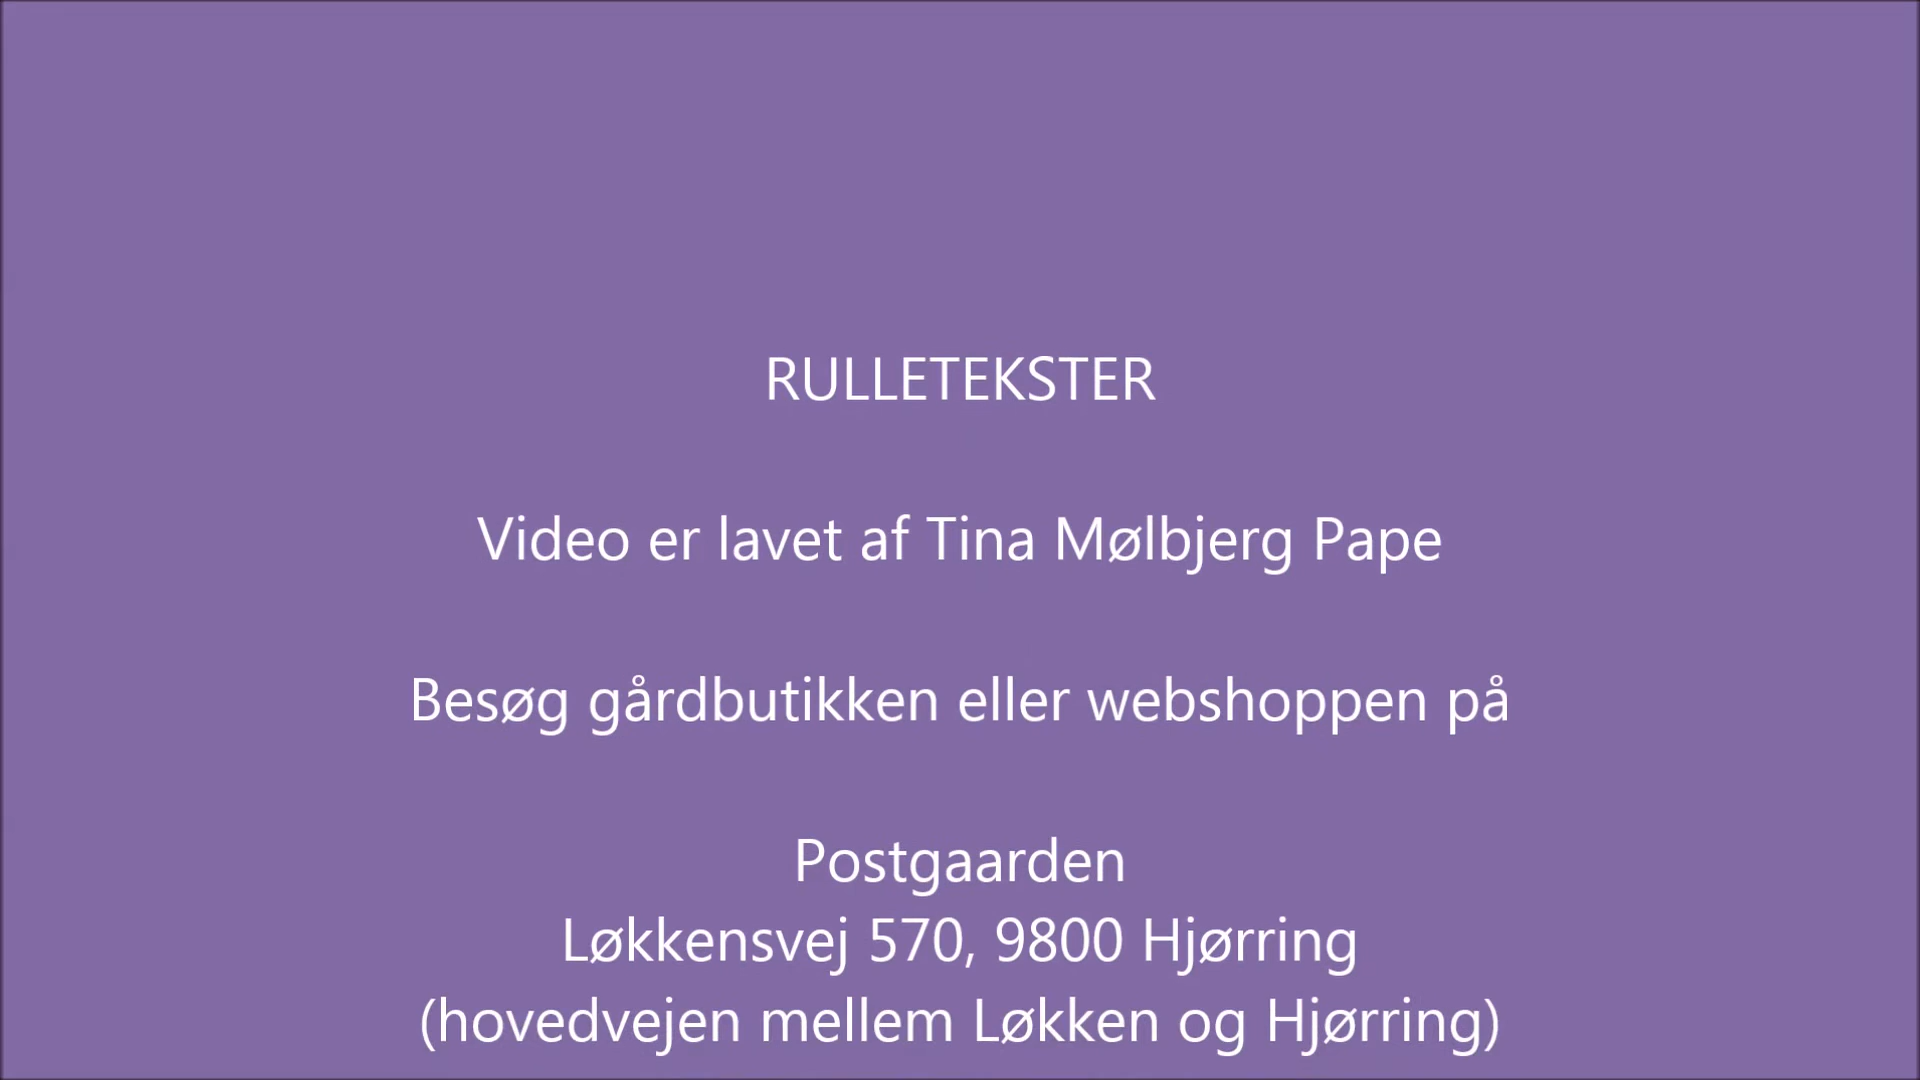 RULLETEKSTER
Video er lavet af Tina Mølbjerg Pape
Besøg gårdbutikken eller webshoppen på
Postgaarden
Løkkensvej 570, 9800 Hjørring
(hovedvejen mellem Løkken og Hjørring)